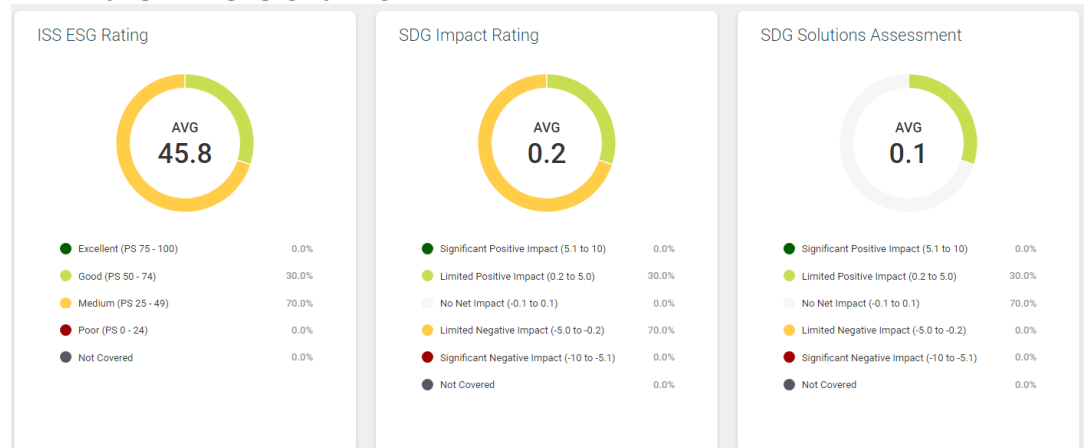 ISS ESG Rating
AVG
45.8
Excellent (PS 75 - 100) 0.0%
Good (PS 50 - 74) 30.0%
Medium (PS 25 - 49) 70.0%
Poor (PS 0 - 24) 0.0%
Not Covered 0.0%
SDG Impact Rating
AVG
0.2
Significant Positive Impact (5.1 to 10) 0.0%
Limited Positive Impact (0.2 to 5.0) 30.0%
No Net Impact (-0.1 to 0.1) 0.0%
Limited Negative Impact (-5.0 to -0.2) 70.0%
Significant Negative Impact (-10 to -5.1) 0.0%
Not Covered 0.0%
SDG Solutions Assessment
AVG
0.1
Significant Positive Impact (5.1 to 10) 0.0%
Limited Positive Impact (0.2 to 5.0) 30.0%
No Net Impact (-0.1 to 0.1) 70.0%
Limited Negative Impact (-5.0 to -0.2) 0.0%
Significant Negative Impact (-10 to -5.1) 0.0%
Not Covered 0.0%